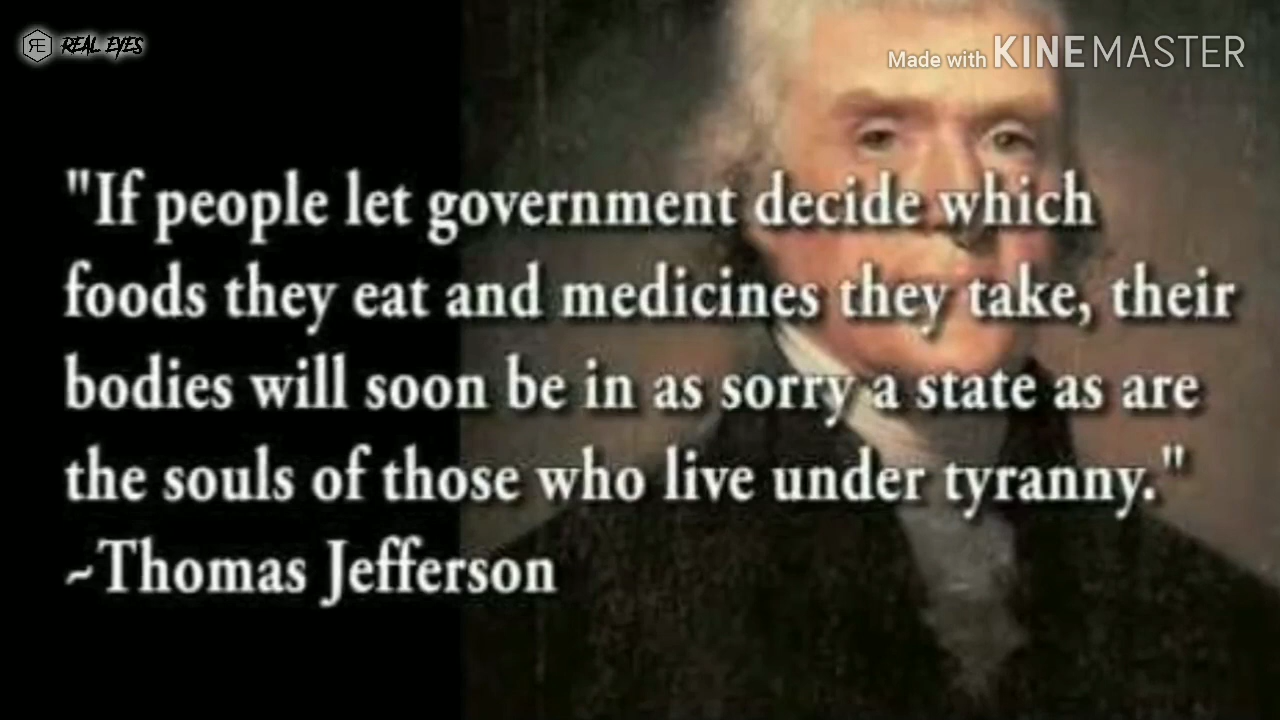 RE REAL EYES
Made with KINEMASTER
"If people let government decide which
foods they eat and medicines they take, their
bodies will soon be in as sorry a state as are
the souls of those who live under tyranny."
~Thomas Jefferson